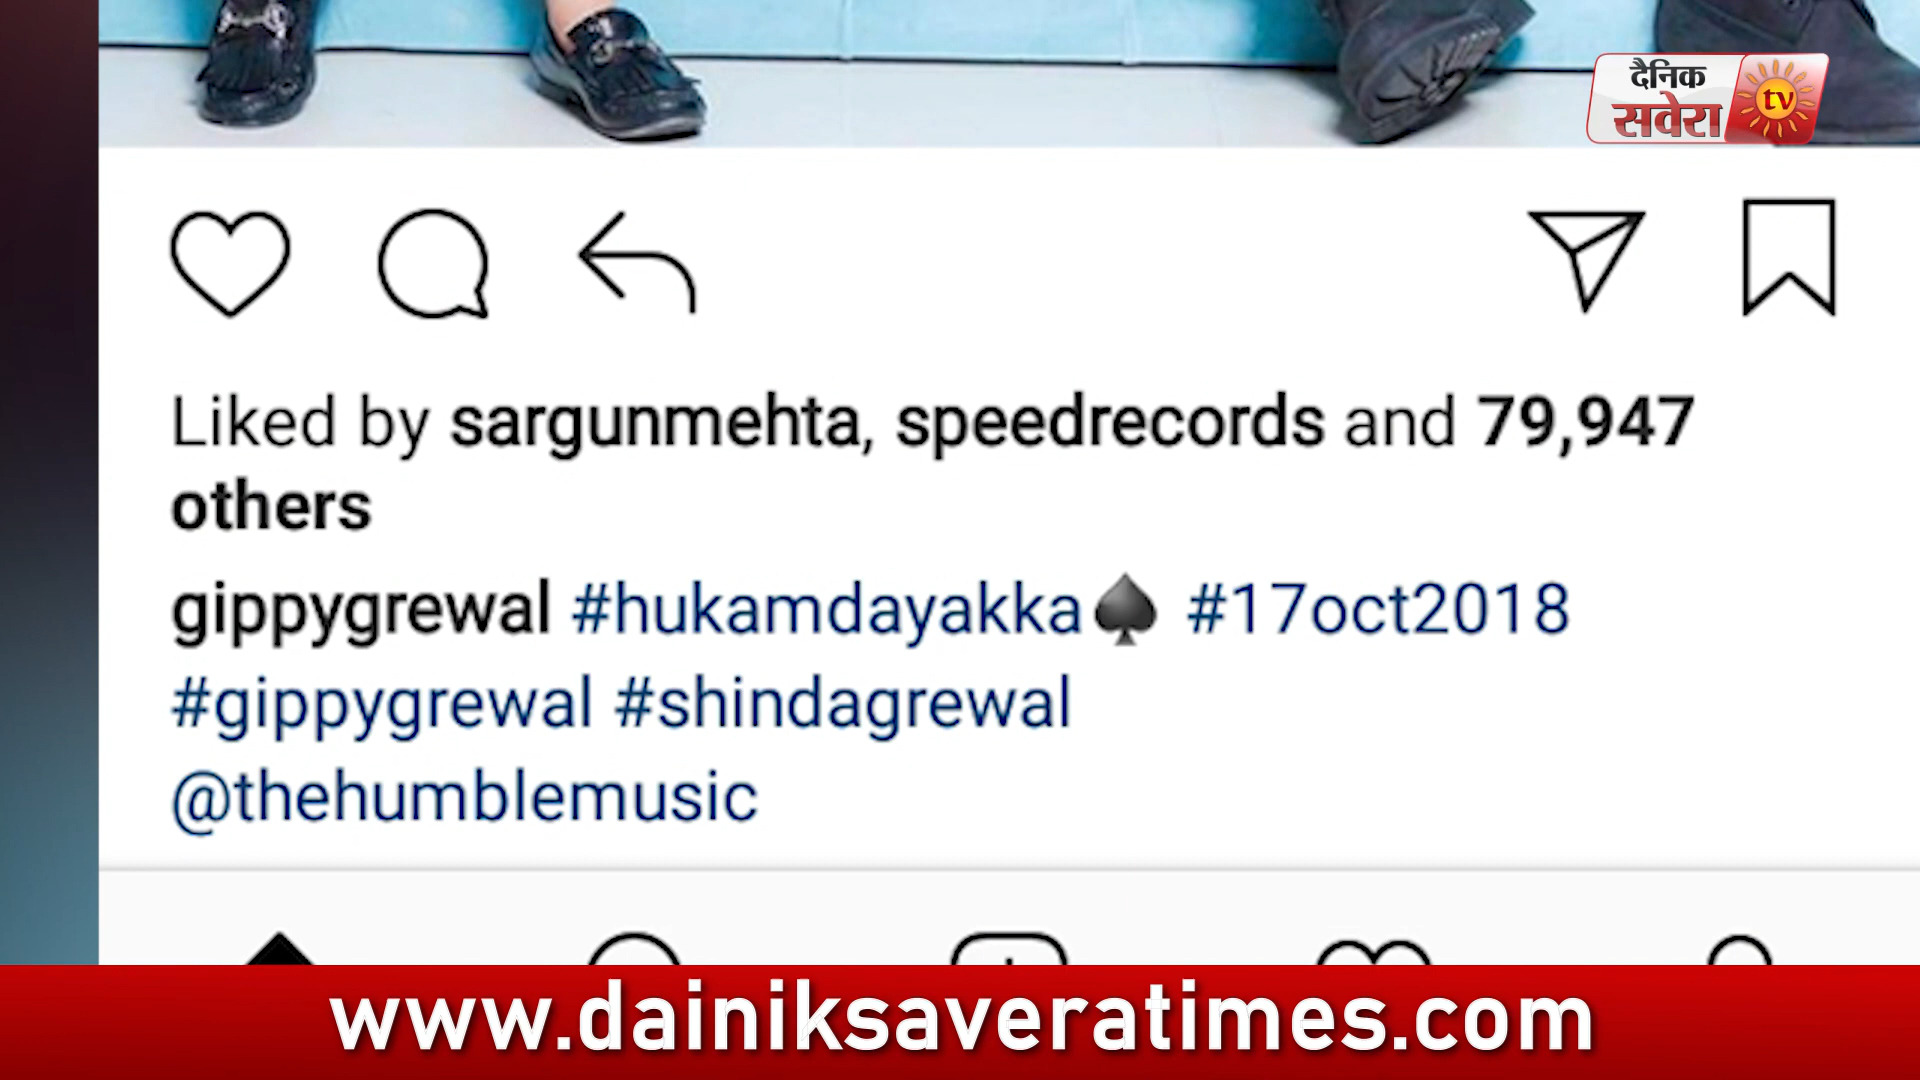 दैनिक
सवेरा
tv
Liked by sargunmehta, speedrecords and 79,947
others
gippygrewal #hukamdayakka♠ #17oct2018
#gippygrewal #shindagrewal
@thehumblemusic
www.dainiksaveratimes.com